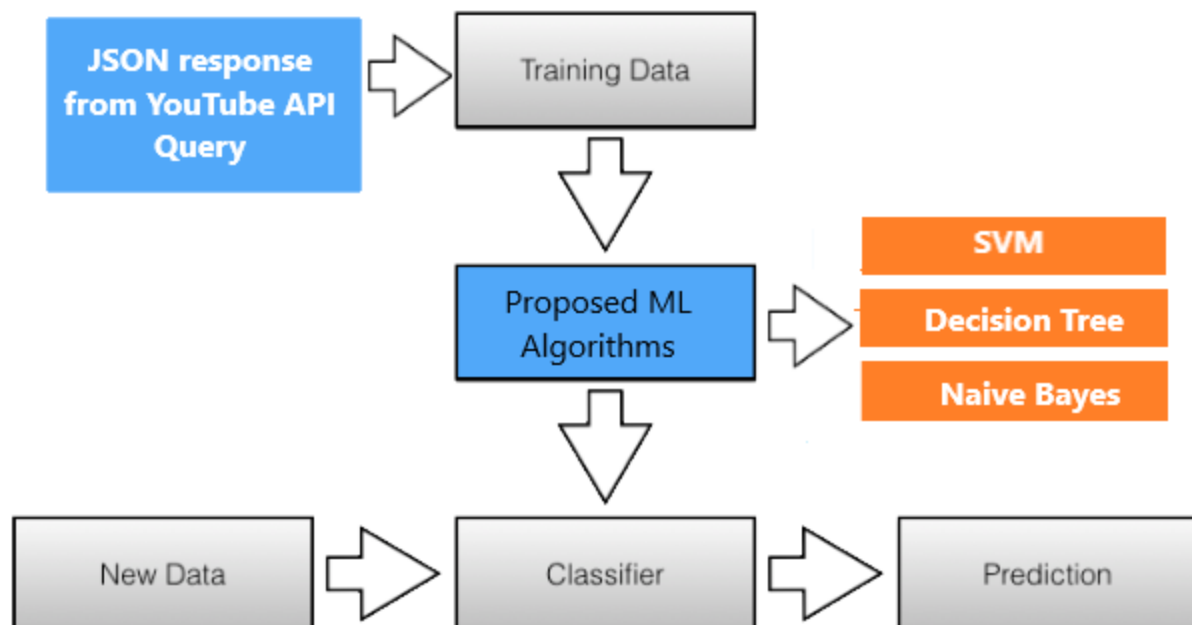 JSON response
from YouTube API
Query
Training Data
Proposed ML
Algorithms
SVM
Decision Tree
Naive Bayes
New Data
Classifier
Prediction